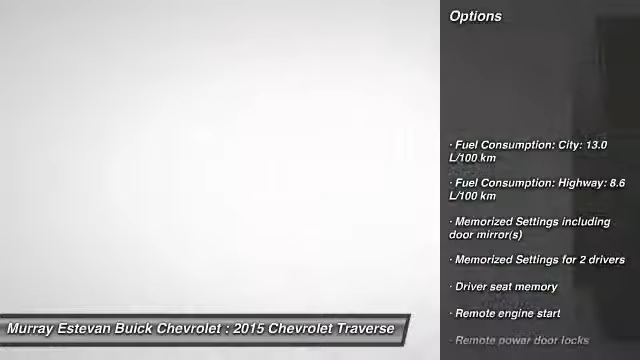 Options
· Fuel Consumption: City: 13.0
L/100 km
· Fuel Consumption: Highway: 8.6
L/100 km
· Memorized Settings including
door mirror(s)
· Memorized Settings for 2 drivers
· Driver seat memory
· Remote engine start
· Remote power door locks
Murray Estevan Buick Chevrolet : 2015 Chevrolet Traverse